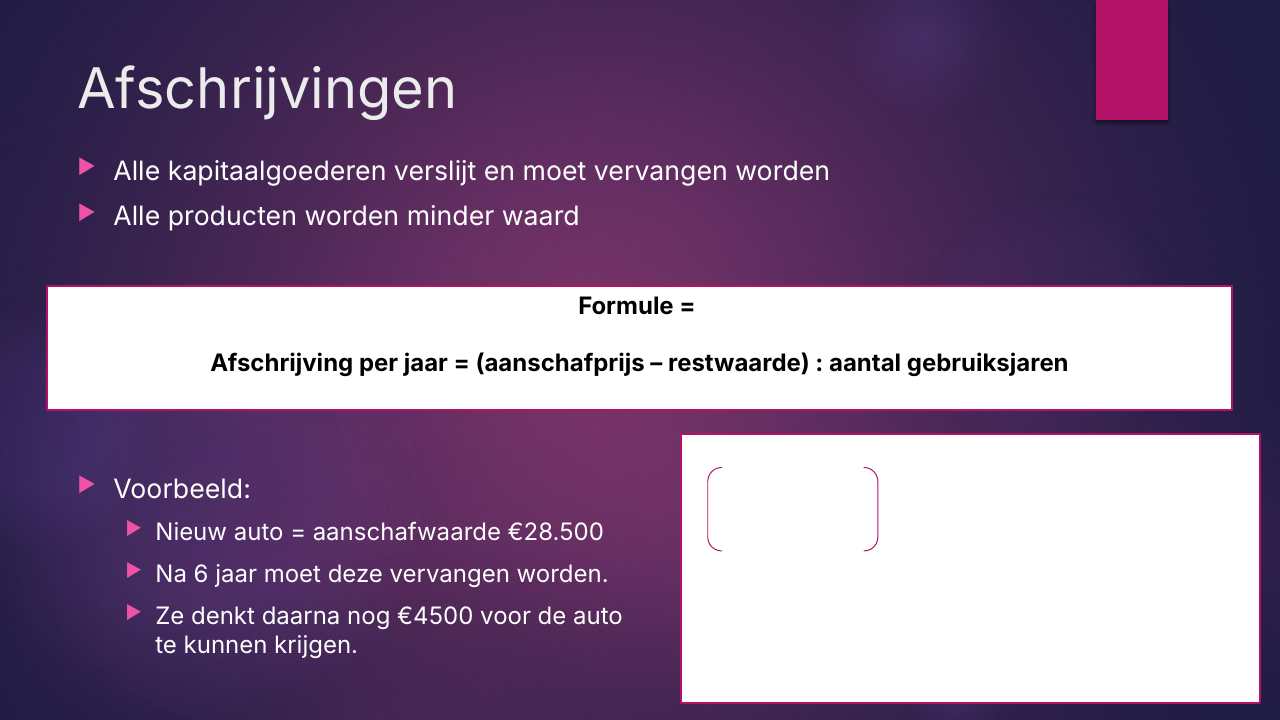 Afschrijvingen
Alle kapitaalgoederen verslijt en moet vervangen worden
Alle producten worden minder waard
Formule =
Afschrijving per jaar = (aanschafprijs – restwaarde) : aantal gebruiksjaren
Voorbeeld:
Nieuw auto = aanschafwaarde €28.500
Na 6 jaar moet deze vervangen worden.
Ze denkt daarna nog €4500 voor de auto
te kunnen krijgen.